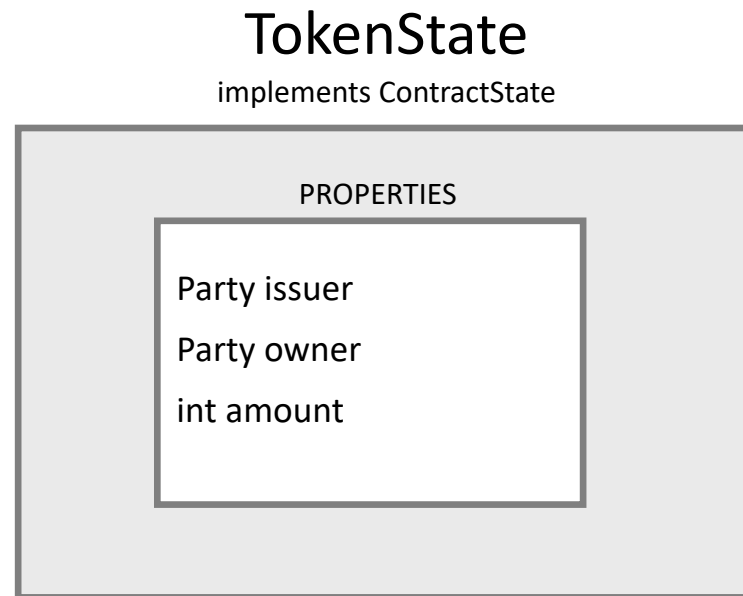 TokenState
implements ContractState
PROPERTIES
Party issuer
Party owner
int amount